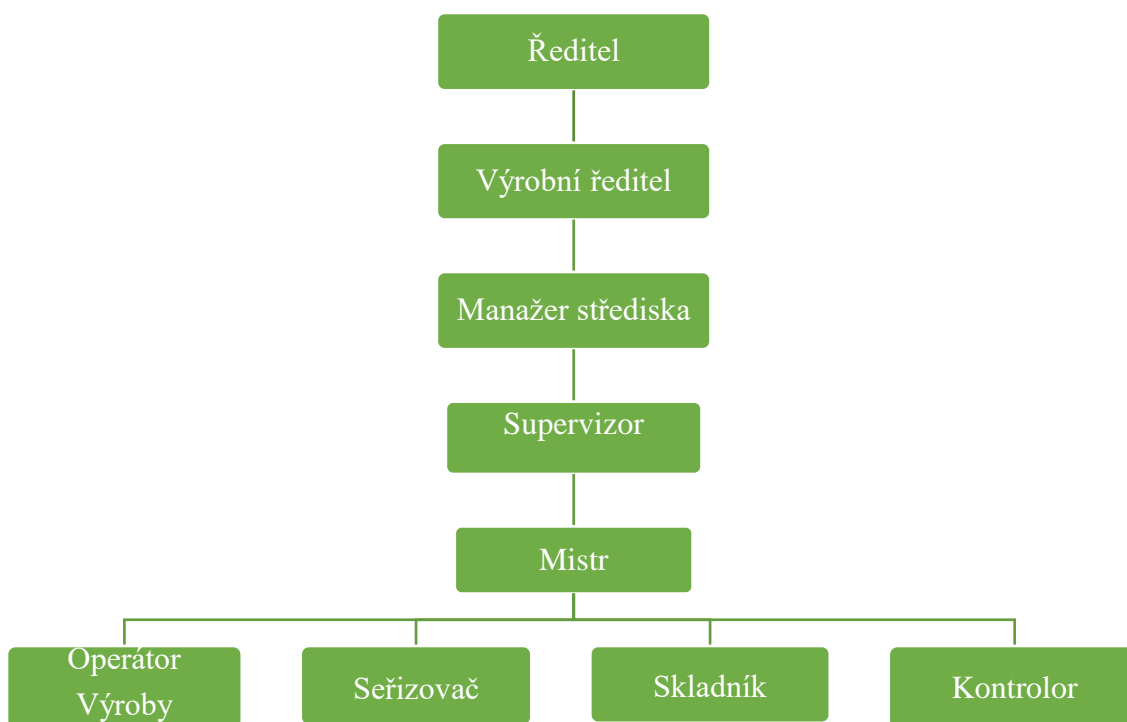 Ředitel
Výrobní ředitel
Manažer střediska
Supervizor
Mistr
Operátor
Výroby
Seřizovač
Skladník
Kontrolor